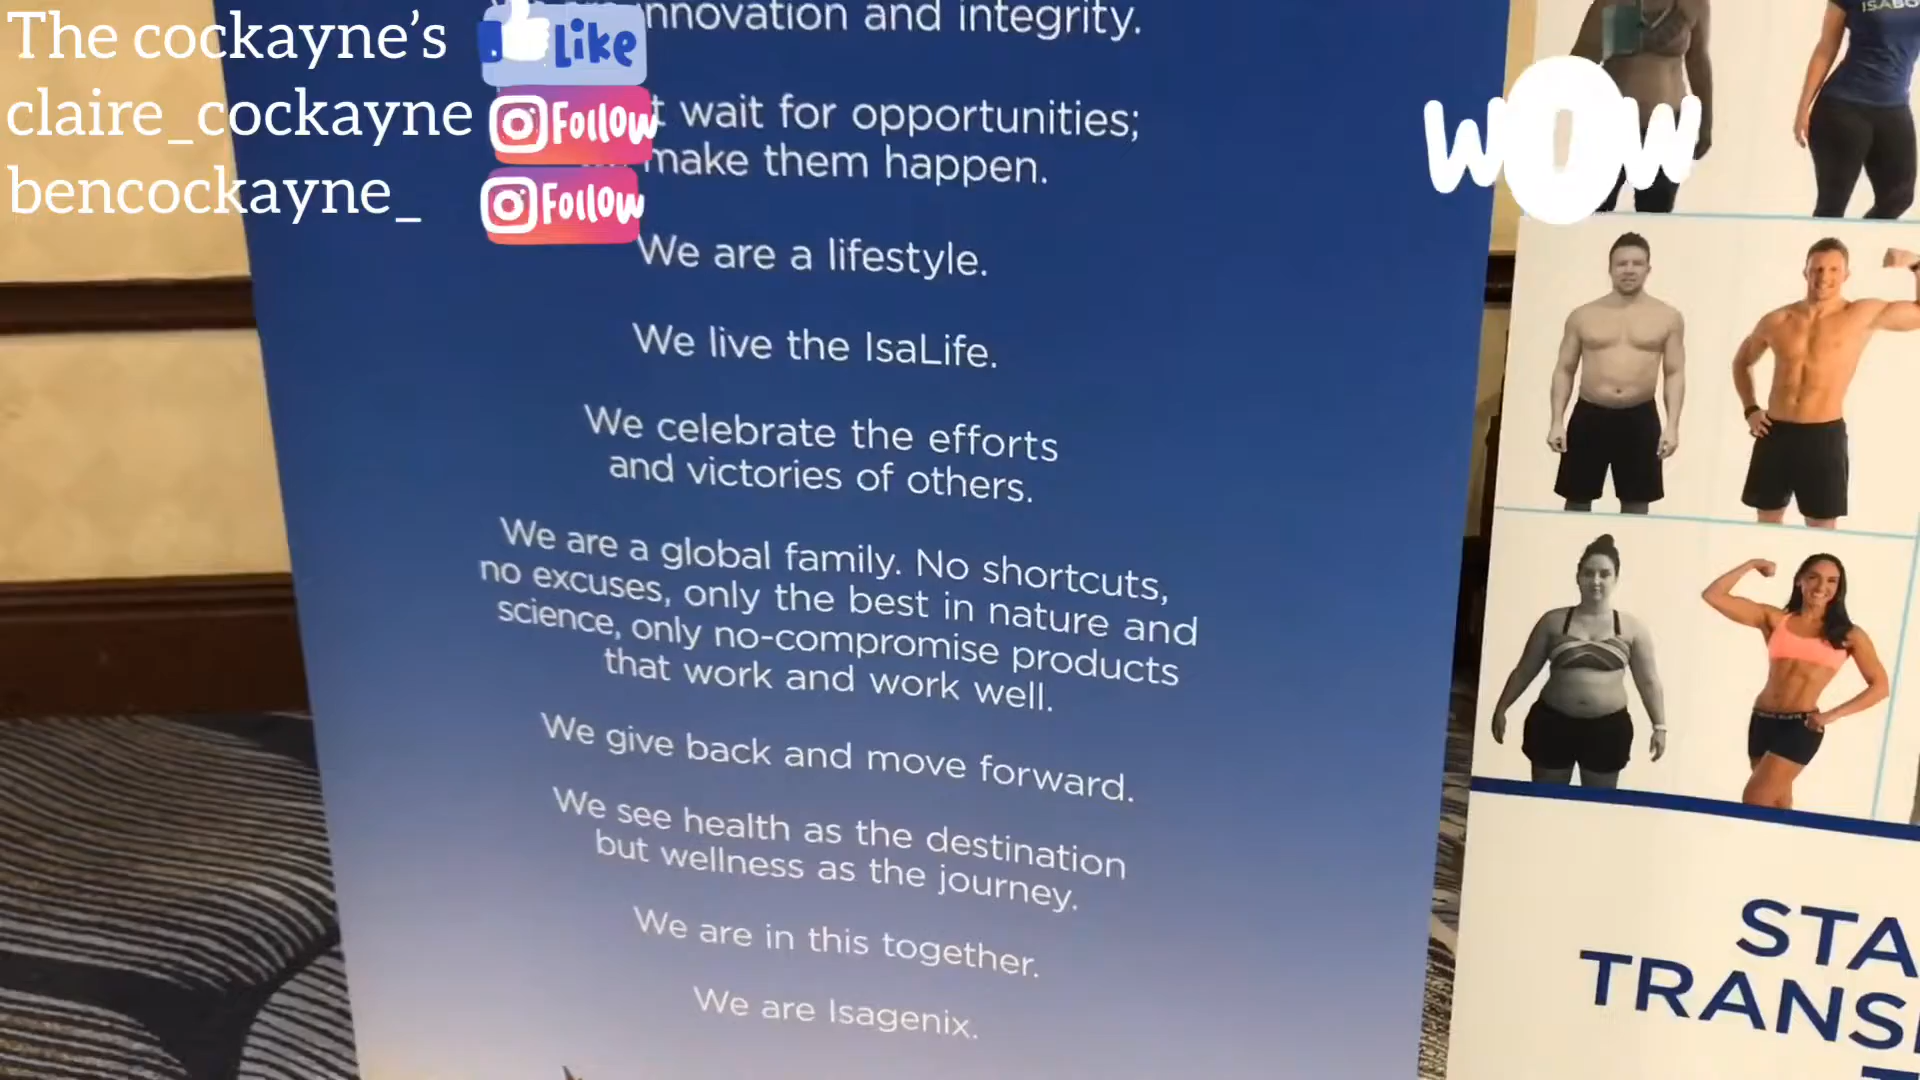 The cockayne's
Like
claire_cockayne
Follow
bencockayne_
Follow
WOW
innovation and integrity.
wait for opportunities;
make them happen.
We are a lifestyle.
We live the IsaLife.
We celebrate the efforts
and victories of others.
We are a global family. No shortcuts,
no excuses, only the best in nature and
science, only no-compromise products
that work and work well.
We give back and move forward.
We see health as the destination
but wellness as the journey.
We are in this together.
We are Isagenix.
ISABO
STA
TRANS